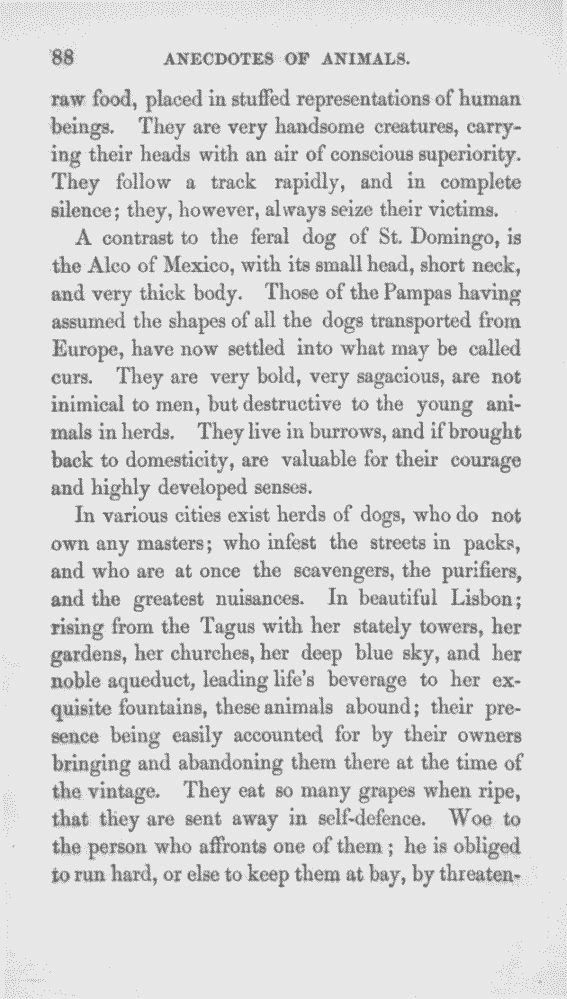 88 ANECDOTES OF ANIMALS.
raw food, placed in stuffed representations of human
beings. They are very handsome creatures, carry-
ing their heads with an air of conscious superiority.
They follow a track rapidly, and in complete
silence; they, however, always seize their victims.
A contrast to the feral dog of St. Domingo, is
the Alco of Mexico, with its small head, short neck,
and very thick body. Those of the Pampas having
assumed the shapes of all the dogs transported from
Europe, have now settled into what may be called
curs. They are very bold, very sagacious, are not
inimical to men, but destructive to the young ani-
mals in herds. They live in burrows, and if brought
back to domesticity, are valuable for their courage
and highly developed senses.
In various cities exist herds of dogs, who do not
own any masters; who infest the streets in packs,
and who are at once the scavengers, the purifiers,
and the greatest nuisances. In beautiful Lisbon;
rising from the Tagus with her stately towers, her
gardens, her churches, her deep blue sky, and her
noble aqueduct, leading life's beverage to her ex-
quisite fountains, these animals abound; their pre-
sence being easily accounted for by their owners
bringing and abandoning them there at the time of
the vintage. They eat so many grapes when ripe,
that they are sent away in self-defence. Woe to
the person who affronts one of them; he is obliged
to run hard, or else to keep them at bay, by threaten-